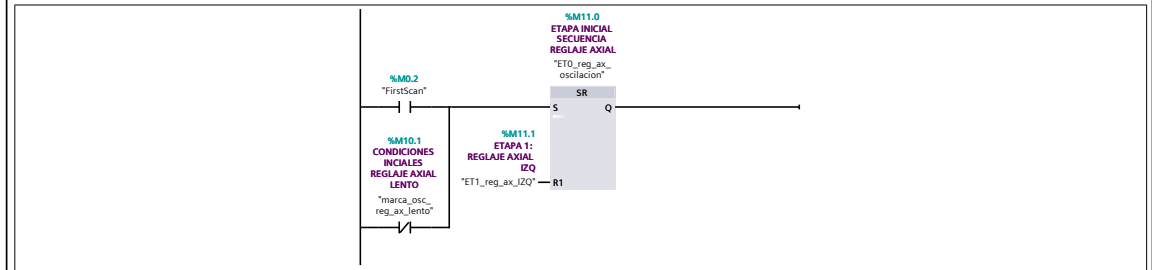 %M11.0
ETAPA INICIAL
SECUENCIA
REGLAJE AXIAL
"ET0_reg_ax_
oscilacion"
SR
%M0.2
"FirstScan"
S
Q
%M10.1
CONDICIONES
INCIALES
REGLAJE AXIAL
LENTO
"marca_osc_
reg_ax_lento"
%M11.1
ETAPA 1:
REGLAJE AXIAL
IZQ
"ET1_reg_ax_IZQ"
R1